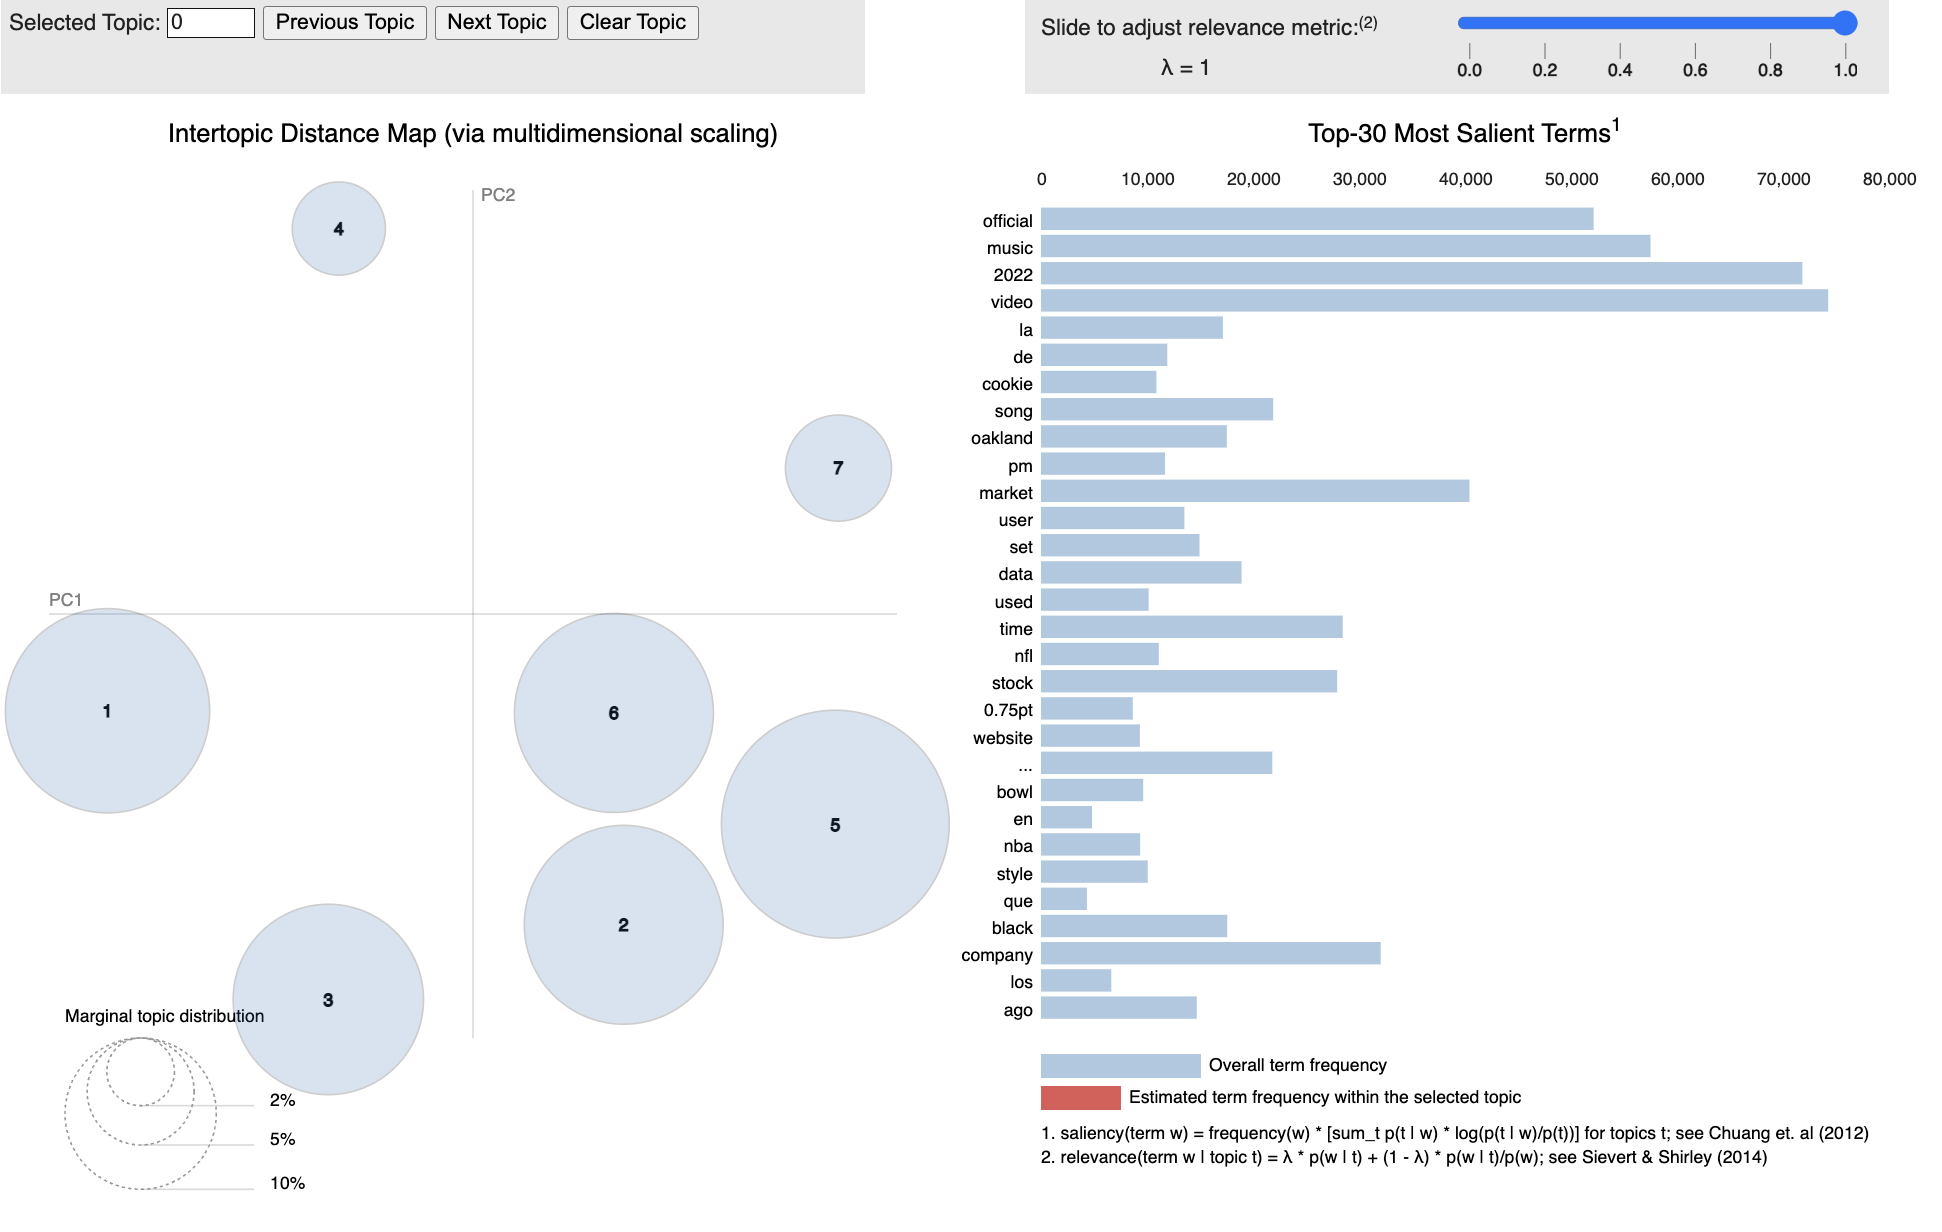 Selected Topic: 0 Previous Topic Next Topic Clear Topic
Slide to adjust relevance metric:(2)
λ = 1
0.0 0.2 0.4 0.6 0.8 1.0
Intertopic Distance Map (via multidimensional scaling)
PC2
PC1
4
7
1
6
5
2
3
Marginal topic distribution
2%
5%
10%
Top-30 Most Salient Terms1
0 10,000 20,000 30,000 40,000 50,000 60,000 70,000 80,000
official
music
2022
video
la
de
cookie
song
oakland
pm
market
user
set
data
used
time
nfl
stock
0.75pt
website
...
bowl
en
nba
style
que
black
company
los
ago
Overall term frequency
Estimated term frequency within the selected topic
1. saliency(term w) = frequency(w) * [sum_t p(t | w) * log(p(t | w)/p(t))] for topics t; see Chuang et. al (2012)
2. relevance(term w | topic t) = λ * p(w | t) + (1 - λ) * p(w | t)/p(w); see Sievert & Shirley (2014)